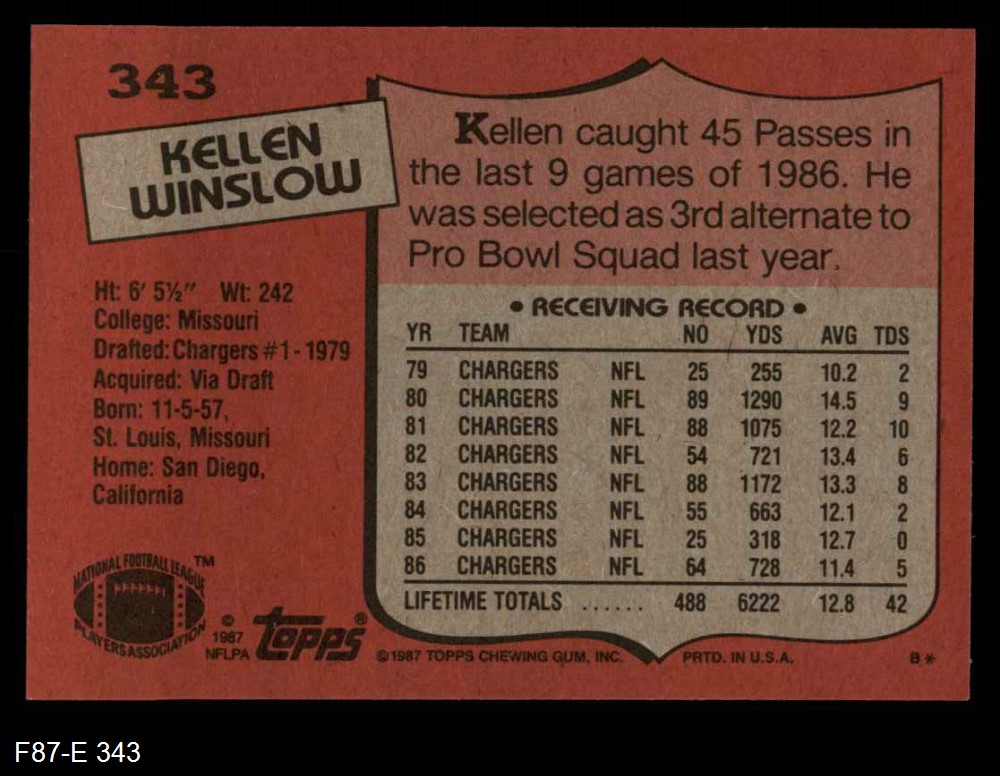 343
KELLEN
WINSLOW
Kellen caught 45 Passes in
the last 9 games of 1986. He
was selected as 3rd alternate to
Pro Bowl Squad last year.
Ht: 6' 5½" Wt: 242
College: Missouri
Drafted: Chargers #1-1979
Acquired: Via Draft
Born: 11-5-57,
St. Louis, Missouri
Home: San Diego,
California
• RECEIVING RECORD •
YR TEAM NO YDS AVG TDS
79 CHARGERS NFL 25 255 10.2 2
80 CHARGERS NFL 89 1290 14.5 9
81 CHARGERS NFL 88 1075 12.2 10
82 CHARGERS NFL 54 721 13.4 6
83 CHARGERS NFL 88 1172 13.3 8
84 CHARGERS NFL 55 663 12.1 2
85 CHARGERS NFL 25 318 12.7 0
86 CHARGERS NFL 64 728 11.4 5
LIFETIME TOTALS ...... 488 6222 12.8 42
NATIONAL FOOTBALL LEAGUE ™
PLAYERS ASSOCIATION
© 1987 NFLPA
topps®
©1987 TOPPS CHEWING GUM, INC. PRTD. IN U.S.A. B*
F87-E 343